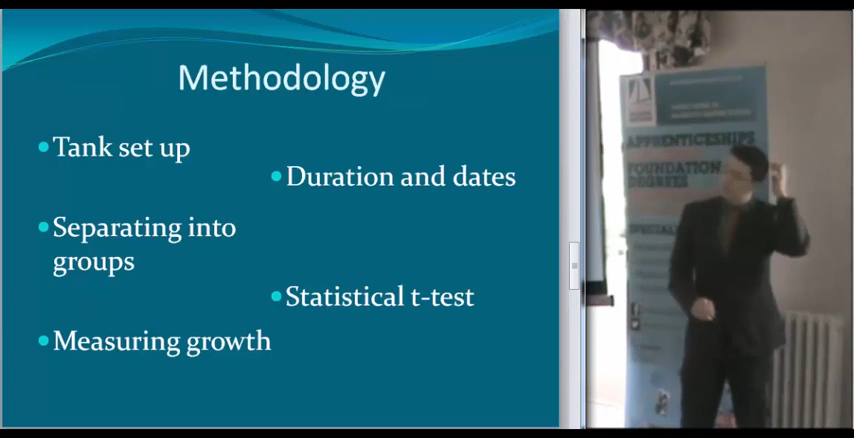 Methodology
Tank set up
Duration and dates
Separating into
groups
Statistical t-test
Measuring growth
APPRENTICESHIPS
FOUNDATION
DEGREES